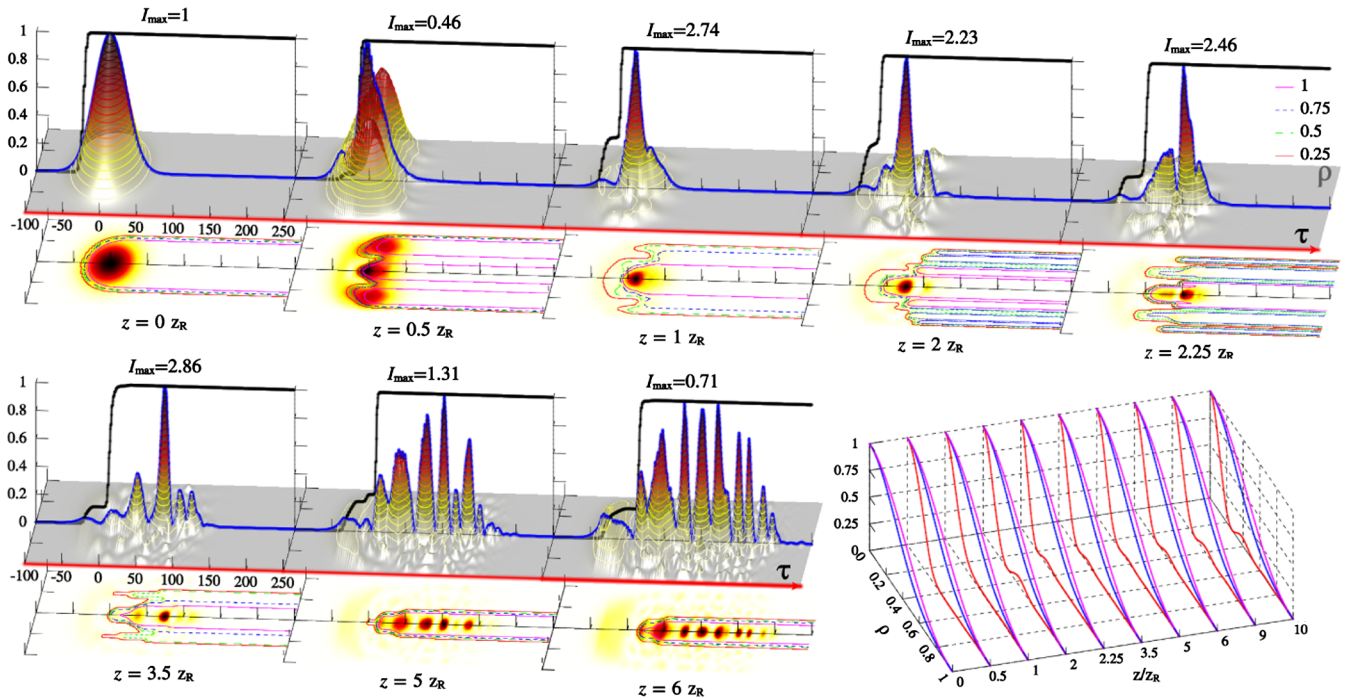 I_max=1
I_max=0.46
I_max=2.74
I_max=2.23
I_max=2.46
1
0.8
0.6
0.4
0.2
0
1
0.75
0.5
0.25
ρ
-100 -50 0 50 100 150 200 250
τ
z = 0 z_R
z = 0.5 z_R
z = 1 z_R
z = 2 z_R
z = 2.25 z_R
I_max=2.86
I_max=1.31
I_max=0.71
1
0.8
0.6
0.4
0.2
0
-100 -50 0 50 100 150 200 250
τ
z = 3.5 z_R
z = 5 z_R
z = 6 z_R
1
0.75
0.5
0.25
0
0
0.2
0.4
0.6
0.8
1
ρ
0 0.5 1 2 2.25 3.5 5 6 9 10
z/z_R